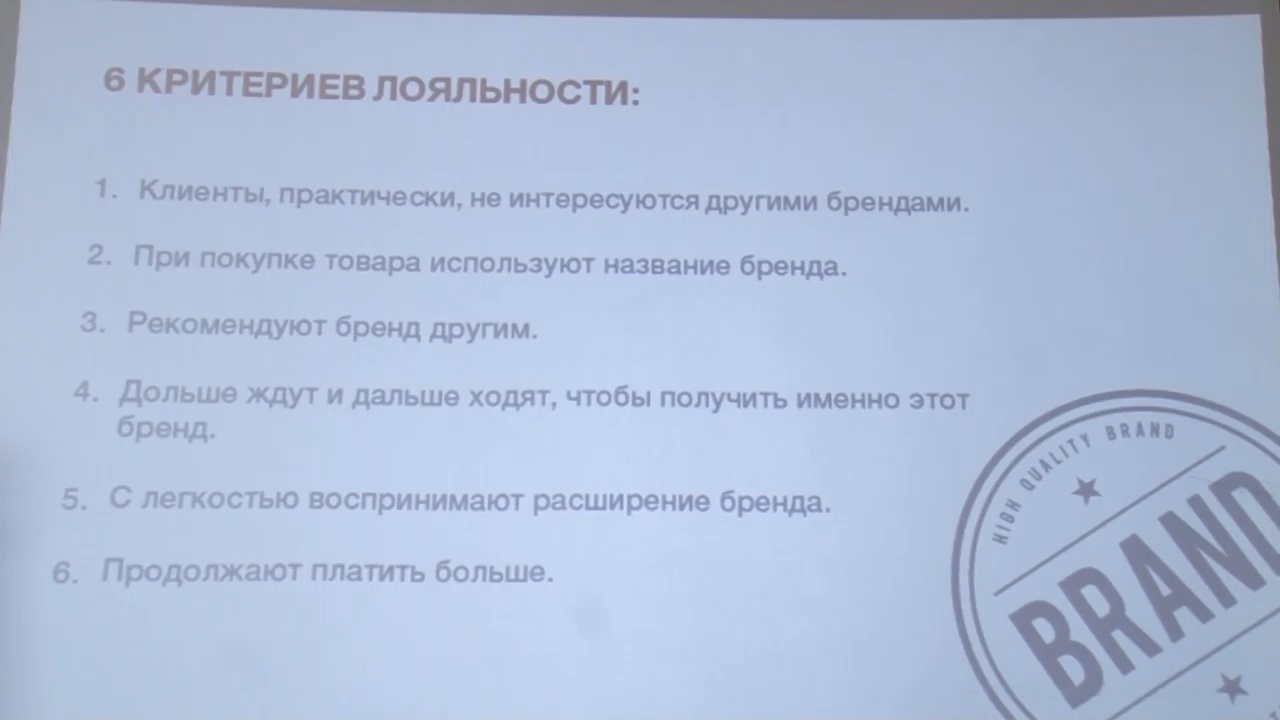 6 КРИТЕРИЕВ ЛОЯЛЬНОСТИ:
1. Клиенты, практически, не интересуются другими брендами.
2. При покупке товара используют название бренда.
3. Рекомендуют бренд другим.
4. Дольше ждут и дальше ходят, чтобы получить именно этот
бренд.
5. С легкостью воспринимают расширение бренда.
6. Продолжают платить больше.
HIGH QUALITY BRAND
BRAND